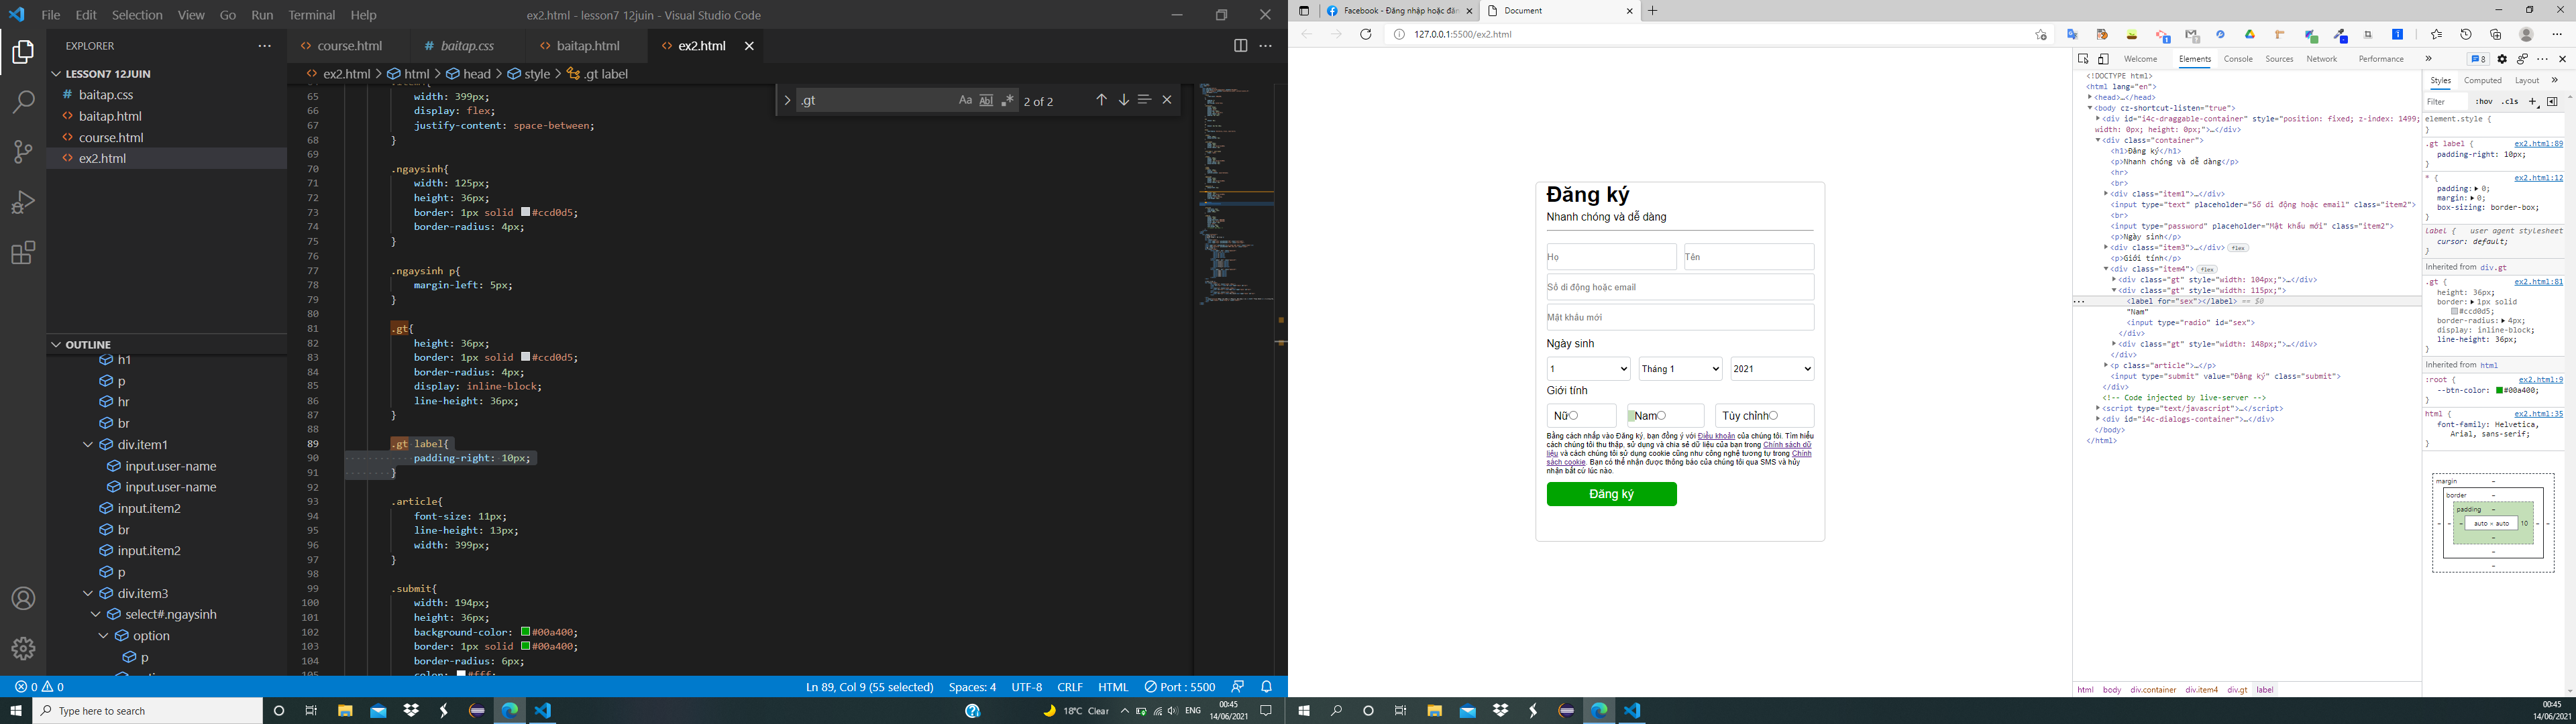 File Edit Selection View Go Run Terminal Help
ex2.html - lesson7 12juin - Visual Studio Code
EXPLORER
LESSON7 12JUIN
baitap.css
baitap.html
course.html
ex2.html
OUTLINE
h1
p
hr
br
div.item1
input.user-name
input.user-name
input.item2
br
input.item2
p
div.item3
select#.ngaysinh
option
p
course.html
baitap.css
baitap.html
ex2.html
ex2.html > html > head > style > .gt label
.gt
Aa Abl .*
2 of 2
65 width: 399px;
66 display: flex;
67 justify-content: space-between;
68 }
69
70 .ngaysinh{
71 width: 125px;
72 height: 36px;
73 border: 1px solid #ccd0d5;
74 border-radius: 4px;
75 }
76
77 .ngaysinh p{
78 margin-left: 5px;
79 }
80
81 .gt{
82 height: 36px;
83 border: 1px solid #ccd0d5;
84 border-radius: 4px;
85 display: inline-block;
86 line-height: 36px;
87 }
88
89 .gt label{
90 padding-right: 10px;
91 }
92
93 .article{
94 font-size: 11px;
95 line-height: 13px;
96 width: 399px;
97 }
98
99 .submit{
100 width: 194px;
101 height: 36px;
102 background-color: #00a400;
103 border: 1px solid #00a400;
104 border-radius: 6px;
105 color: #fff;
0 0
Ln 89, Col 9 (55 selected)
Spaces: 4
UTF-8
CRLF
HTML
Port : 5500
Type here to search
18°C Clear
ENG
00:45
14/06/2021
Facebook - Đăng nhập hoặc đăn
Document
127.0.0.1:5500/ex2.html
Đăng ký
Nhanh chóng và dễ dàng
Họ
Tên
Số di động hoặc email
Mật khẩu mới
Ngày sinh
1
Tháng 1
2021
Giới tính
Nữ
Nam
Tùy chỉnh
Bằng cách nhấp vào Đăng ký, bạn đồng ý với Điều khoản của chúng tôi. Tìm hiểu
cách chúng tôi thu thập, sử dụng và chia sẻ dữ liệu của bạn trong Chính sách dữ
liệu và cách chúng tôi sử dụng cookie cũng như công nghệ tương tự trong Chính
sách cookie. Bạn có thể nhận được thông báo của chúng tôi qua SMS và hủy
nhận bất cứ lúc nào.
Đăng ký
Welcome Elements Console Sources Network Performance
8
<!DOCTYPE html>
<html lang="en">
<head>…</head>
<body cz-shortcut-listen="true">
<div id="i4c-draggable-container" style="position: fixed; z-index: 1499;
width: 0px; height: 0px;">…</div>
<div class="container">
<h1>Đăng ký</h1>
<p>Nhanh chóng và dễ dàng</p>
<hr>
<br>
<div class="item1">…</div>
<input type="text" placeholder="Số di động hoặc email" class="item2">
<br>
<input type="password" placeholder="Mật khẩu mới" class="item2">
<p>Ngày sinh</p>
<div class="item3">…</div> flex
<p>Giới tính</p>
<div class="item4"> flex
<div class="gt" style="width: 104px;">…</div>
<div class="gt" style="width: 115px;">
<label for="sex"></label> == $0
"Nam"
<input type="radio" id="sex">
</div>
<div class="gt" style="width: 148px;">…</div>
</div>
<p class="article">…</p>
<input type="submit" value="Đăng ký" class="submit">
</div>
<!-- Code injected by live-server -->
<script type="text/javascript">…</script>
<div id="i4c-dialogs-container">…</div>
</body>
</html>
html body div.container div.item4 div.gt label
Styles Computed Layout
Filter :hov .cls
element.style {
}
.gt label { ex2.html:89
padding-right: 10px;
}
* { ex2.html:12
padding: 0;
margin: 0;
box-sizing: border-box;
}
label { user agent stylesheet
cursor: default;
}
Inherited from div.gt
.gt { ex2.html:81
height: 36px;
border: 1px solid
#ccd0d5;
border-radius: 4px;
display: inline-block;
line-height: 36px;
}
Inherited from html
:root { ex2.html:9
--btn-color: #00a400;
}
html { ex2.html:35
font-family: Helvetica,
Arial, sans-serif;
}
margin -
border -
padding -
auto × auto
10
00:45
14/06/2021